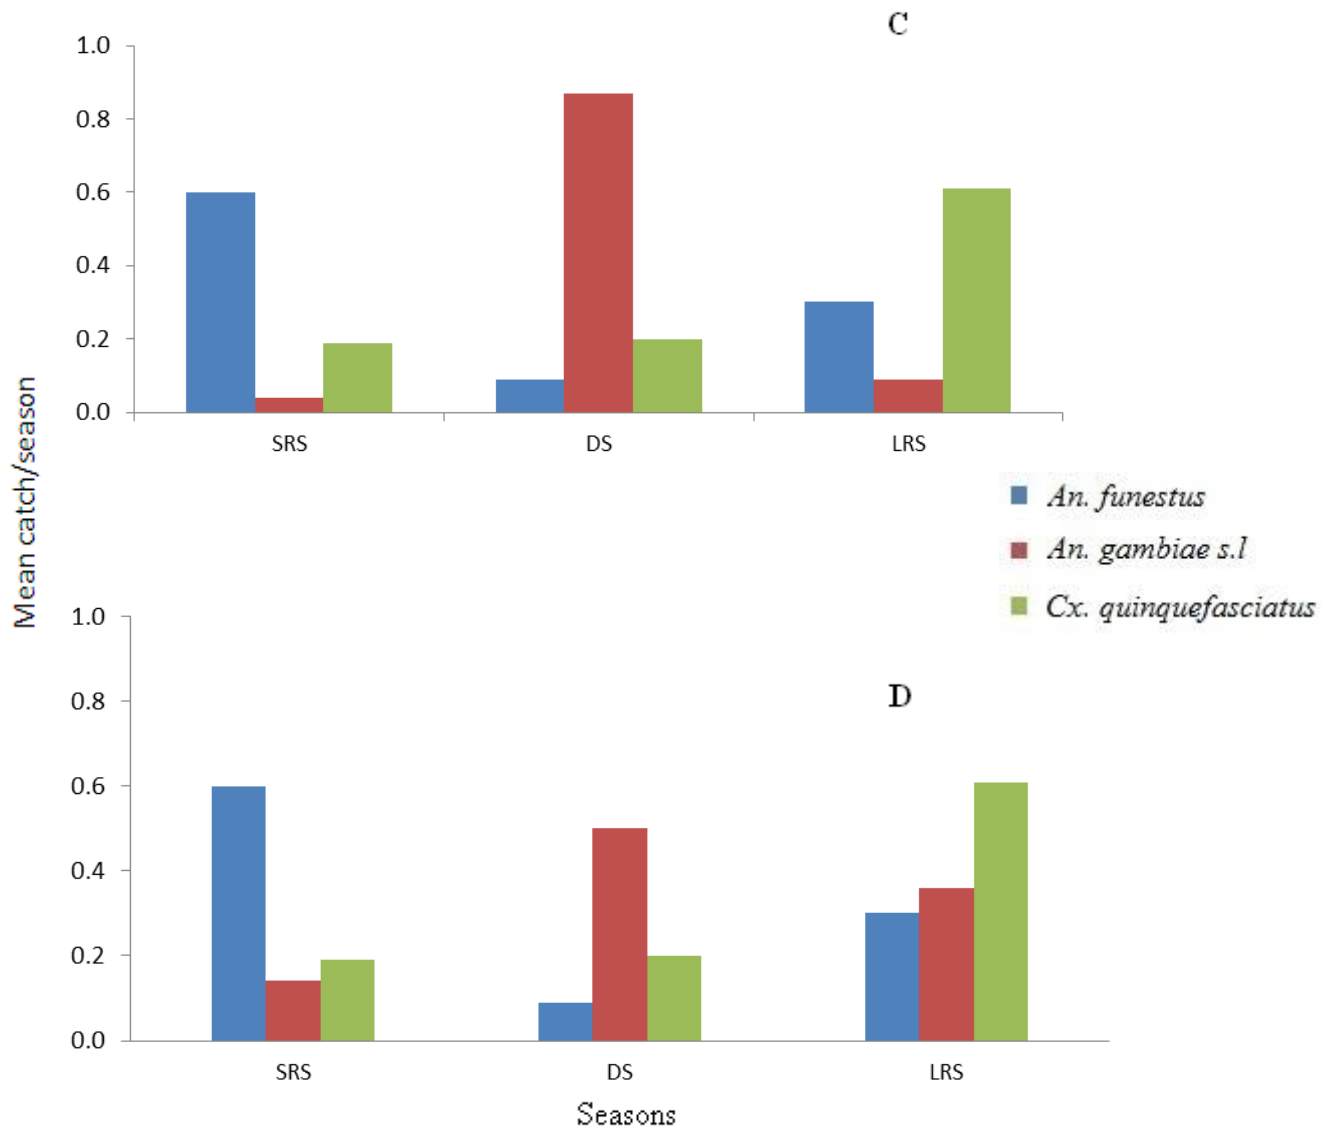 C
1.0
0.8
0.6
0.4
0.2
0.0
SRS DS LRS
Mean catch/season
An. funestus
An. gambiae s.l
Cx. quinquefasciatus
D
1.0
0.8
0.6
0.4
0.2
0.0
SRS DS LRS
Seasons